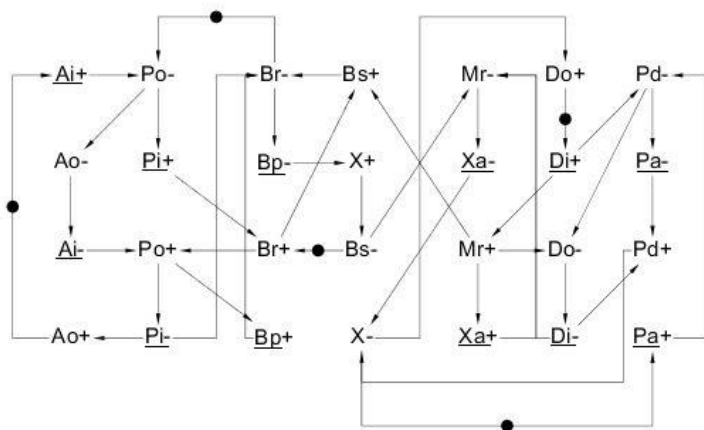 Ai+ Po- Br- Bs+ Mr- Do+ Pd-
Ao- Pi+ Bp- X+ Xa- Di+ Pa-
Ai- Po+ Br+ Bs- Mr+ Do- Pd+
Ao+ Pi- Bp+ X- Xa+ Di- Pa+